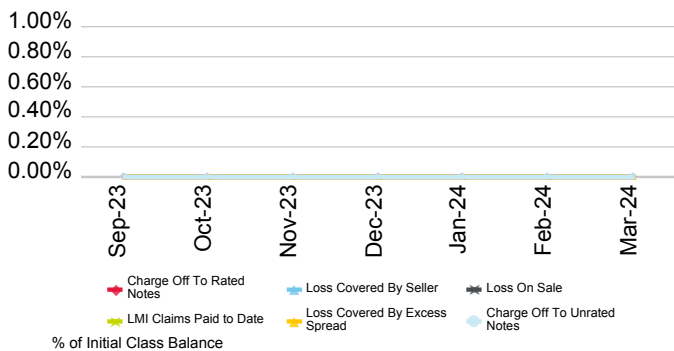 1.00%
0.80%
0.60%
0.40%
0.20%
0.00%
Sep-23
Oct-23
Nov-23
Dec-23
Jan-24
Feb-24
Mar-24
Charge Off To Rated
Notes
Loss Covered By Seller
Loss On Sale
LMI Claims Paid to Date
Loss Covered By Excess
Spread
Charge Off To Unrated
Notes
% of Initial Class Balance